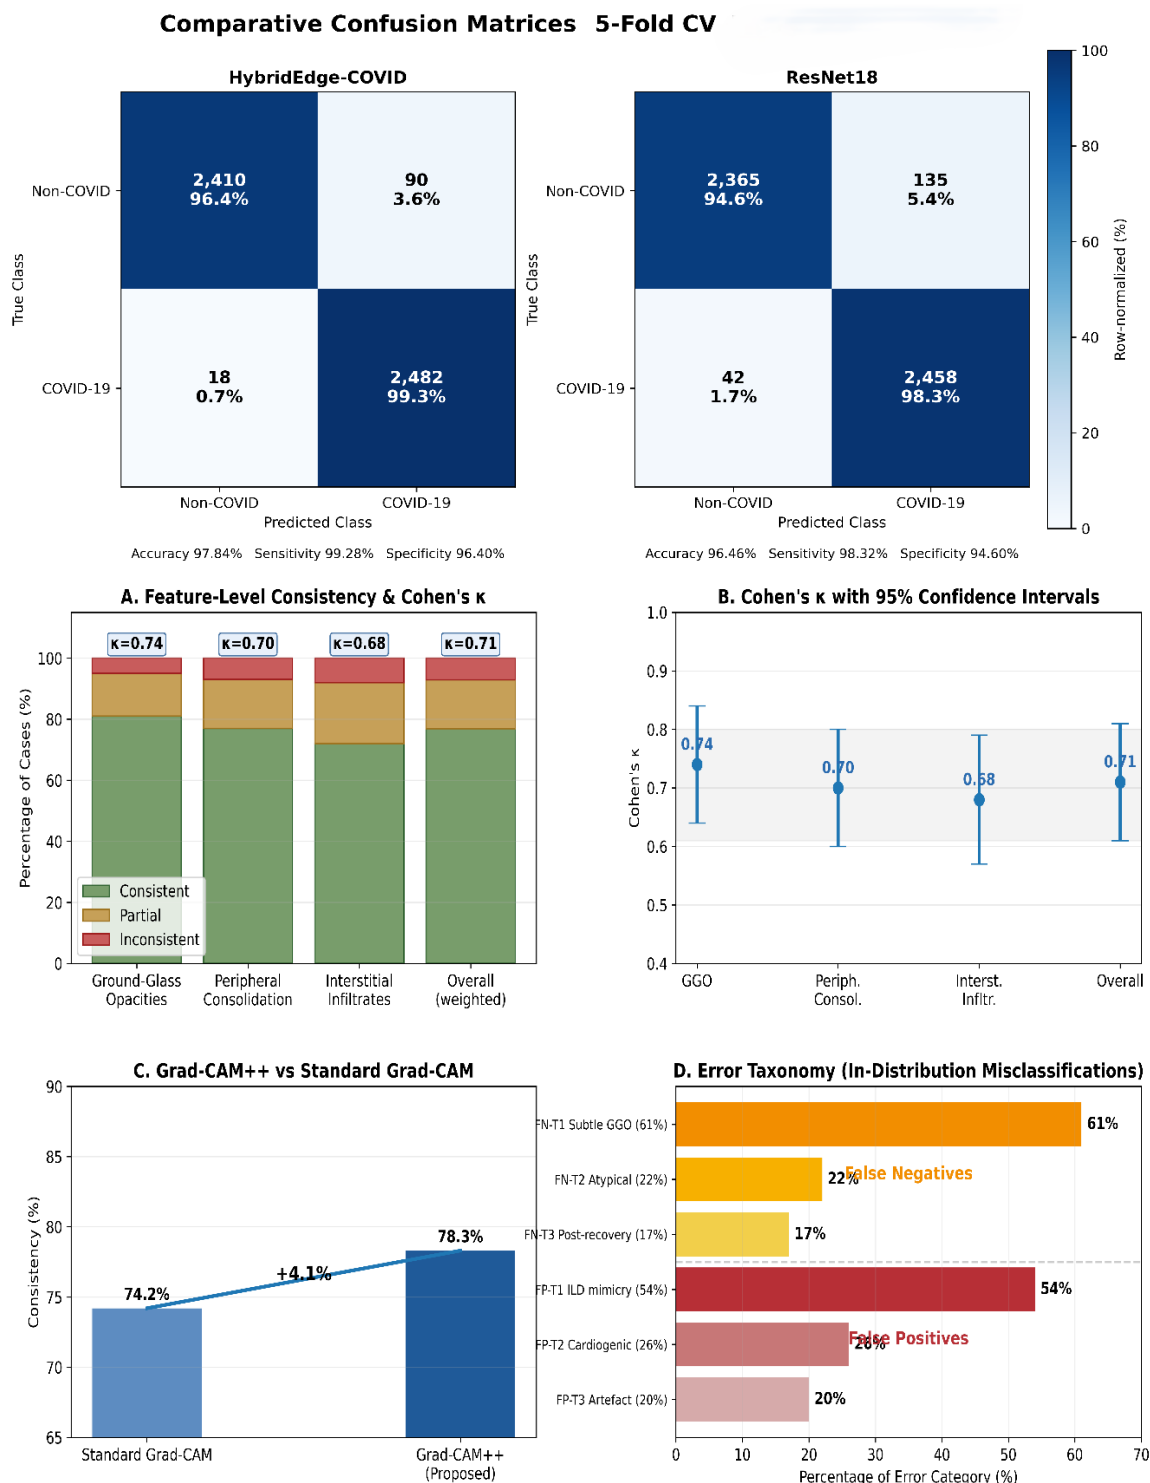 Comparative Confusion Matrices 5-Fold CV
HybridEdge-COVID
True Class
Non-COVID
COVID-19
2,410
96.4%
90
3.6%
18
0.7%
2,482
99.3%
Non-COVID
COVID-19
Predicted Class
Accuracy 97.84% Sensitivity 99.28% Specificity 96.40%
ResNet18
True Class
Non-COVID
COVID-19
2,365
94.6%
135
5.4%
42
1.7%
2,458
98.3%
Non-COVID
COVID-19
Predicted Class
Accuracy 96.46% Sensitivity 98.32% Specificity 94.60%
100
80
60
40
20
0
Row-normalized (%)
A. Feature-Level Consistency & Cohen's κ
Percentage of Cases (%)
100
80
60
40
20
0
κ=0.74
κ=0.70
κ=0.68
κ=0.71
Consistent
Partial
Inconsistent
Ground-Glass
Opacities
Peripheral
Consolidation
Interstitial
Infiltrates
Overall
(weighted)
B. Cohen's κ with 95% Confidence Intervals
Cohen's κ
1.0
0.9
0.8
0.7
0.6
0.5
0.4
0.74
0.70
0.68
0.71
GGO
Periph.
Consol.
Interst.
Infltr.
Overall
C. Grad-CAM++ vs Standard Grad-CAM
Consistency (%)
90
85
80
75
70
65
74.2%
+4.1%
78.3%
Standard Grad-CAM
Grad-CAM++
(Proposed)
D. Error Taxonomy (In-Distribution Misclassifications)
FN-T1 Subtle GGO (61%)
61%
FN-T2 Atypical (22%)
22%
False Negatives
FN-T3 Post-recovery (17%)
17%
FP-T1 ILD mimicry (54%)
54%
FP-T2 Cardiogenic (26%)
26%
False Positives
FP-T3 Artefact (20%)
20%
0
10
20
30
40
50
60
70
Percentage of Error Category (%)